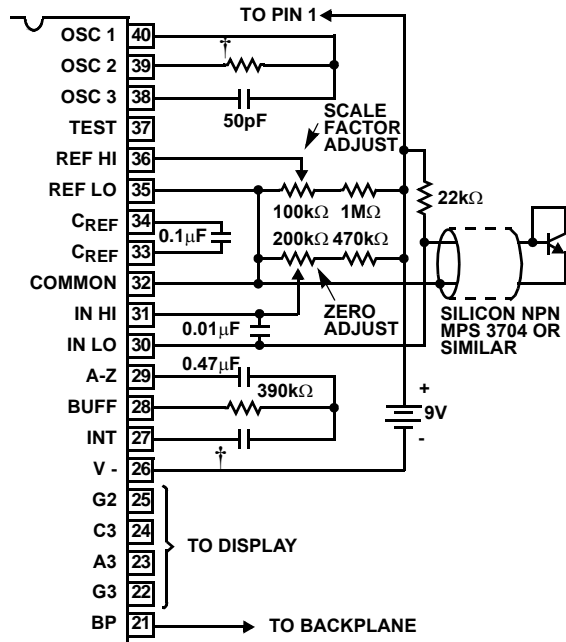 TO PIN 1
OSC 1 40
OSC 2 39 †
OSC 3 38
50pF
TEST 37
SCALE
FACTOR
ADJUST
REF HI 36
REF LO 35
22kΩ
100kΩ 1MΩ
CREF 34
0.1µF
200kΩ 470kΩ
CREF 33
COMMON 32
SILICON NPN
MPS 3704 OR
SIMILAR
IN HI 31
ZERO
ADJUST
0.01µF
IN LO 30
0.47µF
A-Z 29
390kΩ
BUFF 28
+
9V
-
INT 27
†
V - 26
G2 25
C3 24
TO DISPLAY
A3 23
G3 22
BP 21
TO BACKPLANE